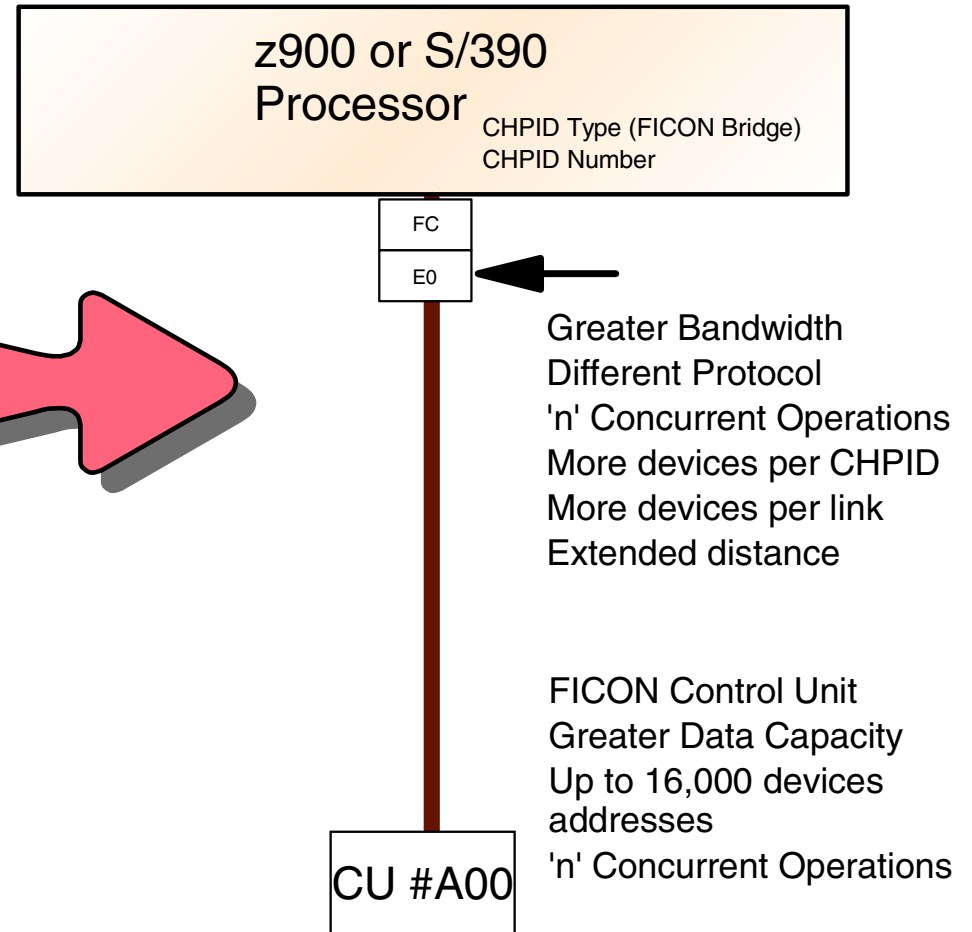 z900 or S/390
Processor
CHPID Type (FICON Bridge)
CHPID Number
FC
E0
Greater Bandwidth
Different Protocol
'n' Concurrent Operations
More devices per CHPID
More devices per link
Extended distance
FICON Control Unit
Greater Data Capacity
Up to 16,000 devices
addresses
'n' Concurrent Operations
CU #A00